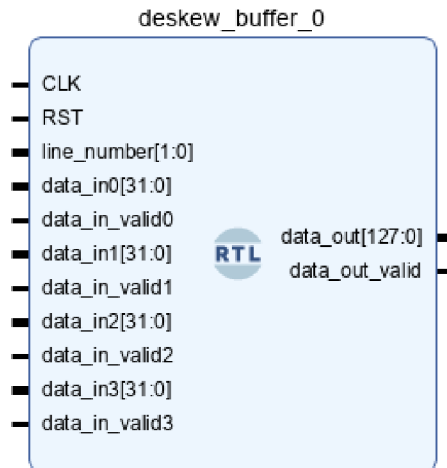 deskew_buffer_0
CLK
RST
line_number[1:0]
data_in0[31:0]
data_in_valid0
data_in1[31:0]
data_in_valid1
data_in2[31:0]
data_in_valid2
data_in3[31:0]
data_in_valid3
RTL
data_out[127:0]
data_out_valid